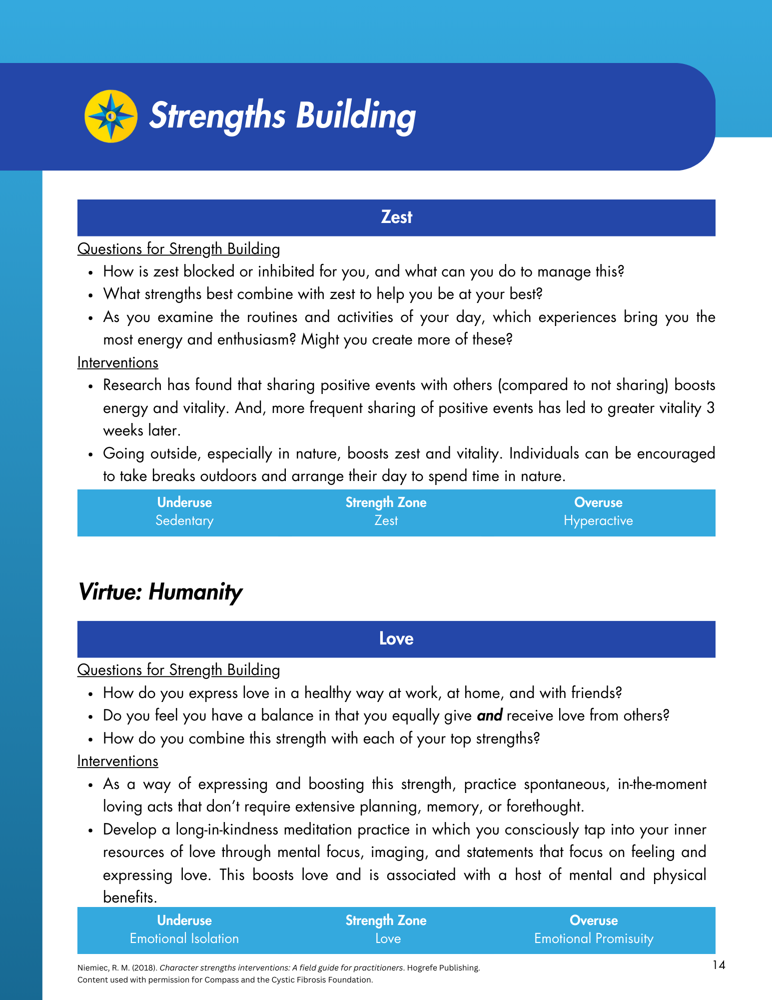 Strengths Building
Zest
Questions for Strength Building
• How is zest blocked or inhibited for you, and what can you do to manage this?
• What strengths best combine with zest to help you be at your best?
• As you examine the routines and activities of your day, which experiences bring you the
most energy and enthusiasm? Might you create more of these?
Interventions
• Research has found that sharing positive events with others (compared to not sharing) boosts
energy and vitality. And, more frequent sharing of positive events has led to greater vitality 3
weeks later.
• Going outside, especially in nature, boosts zest and vitality. Individuals can be encouraged
to take breaks outdoors and arrange their day to spend time in nature.
Underuse Strength Zone Overuse
Sedentary Zest Hyperactive
Virtue: Humanity
Love
Questions for Strength Building
• How do you express love in a healthy way at work, at home, and with friends?
• Do you feel you have a balance in that you equally give and receive love from others?
• How do you combine this strength with each of your top strengths?
Interventions
• As a way of expressing and boosting this strength, practice spontaneous, in-the-moment
loving acts that don't require extensive planning, memory, or forethought.
• Develop a long-in-kindness meditation practice in which you consciously tap into your inner
resources of love through mental focus, imaging, and statements that focus on feeling and
expressing love. This boosts love and is associated with a host of mental and physical
benefits.
Underuse Strength Zone Overuse
Emotional Isolation Love Emotional Promisuity
Niemiec, R. M. (2018). Character strengths interventions: A field guide for practitioners. Hogrefe Publishing.
Content used with permission for Compass and the Cystic Fibrosis Foundation.
14